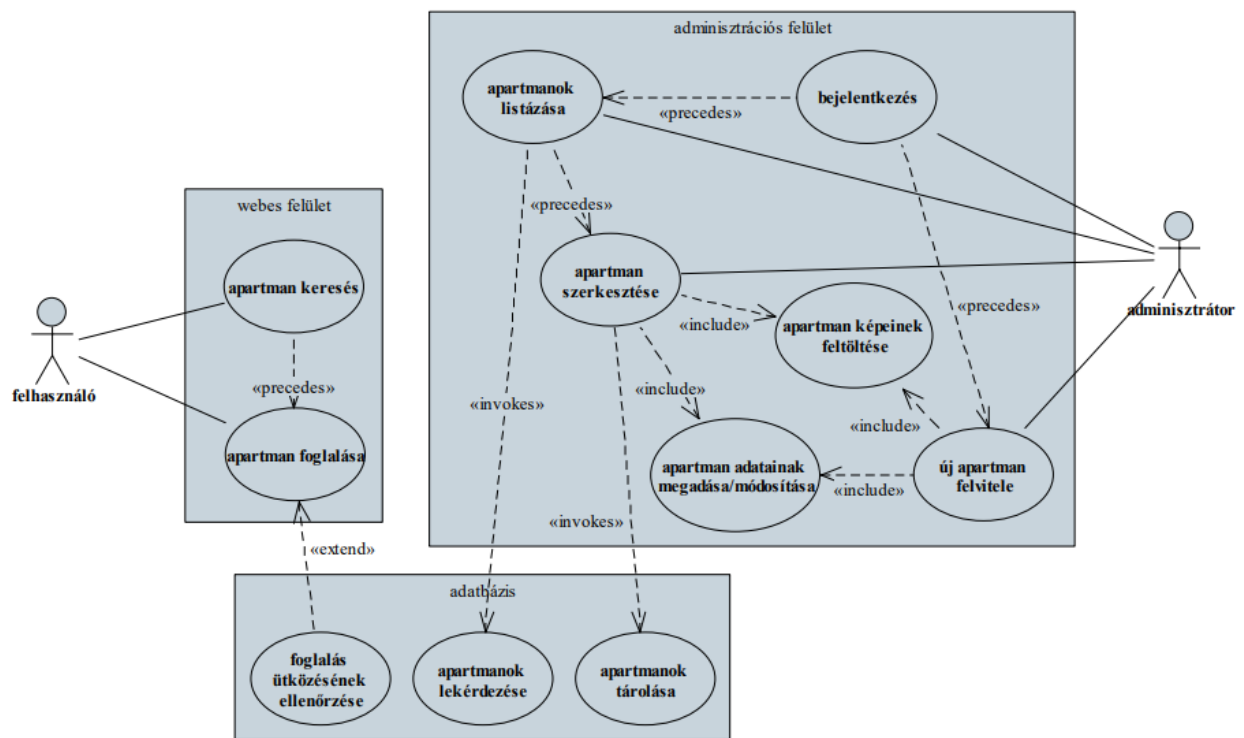 adminisztrációs felület
apartmanok
listázása
bejelentkezés
«precedes»
«precedes»
webes felület
apartman keresés
«precedes»
apartman foglalása
felhasználó
apartman
szerkesztése
«include»
apartman képeinek
feltöltése
«precedes»
adminisztrátor
«include»
«invokes»
«include»
apartman adatainak
megadása/módosítása
«include»
új apartman
felvitele
«invokes»
«extend»
adatbázis
foglalás
ütközésének
ellenőrzése
apartmanok
lekérdezése
apartmanok
tárolása